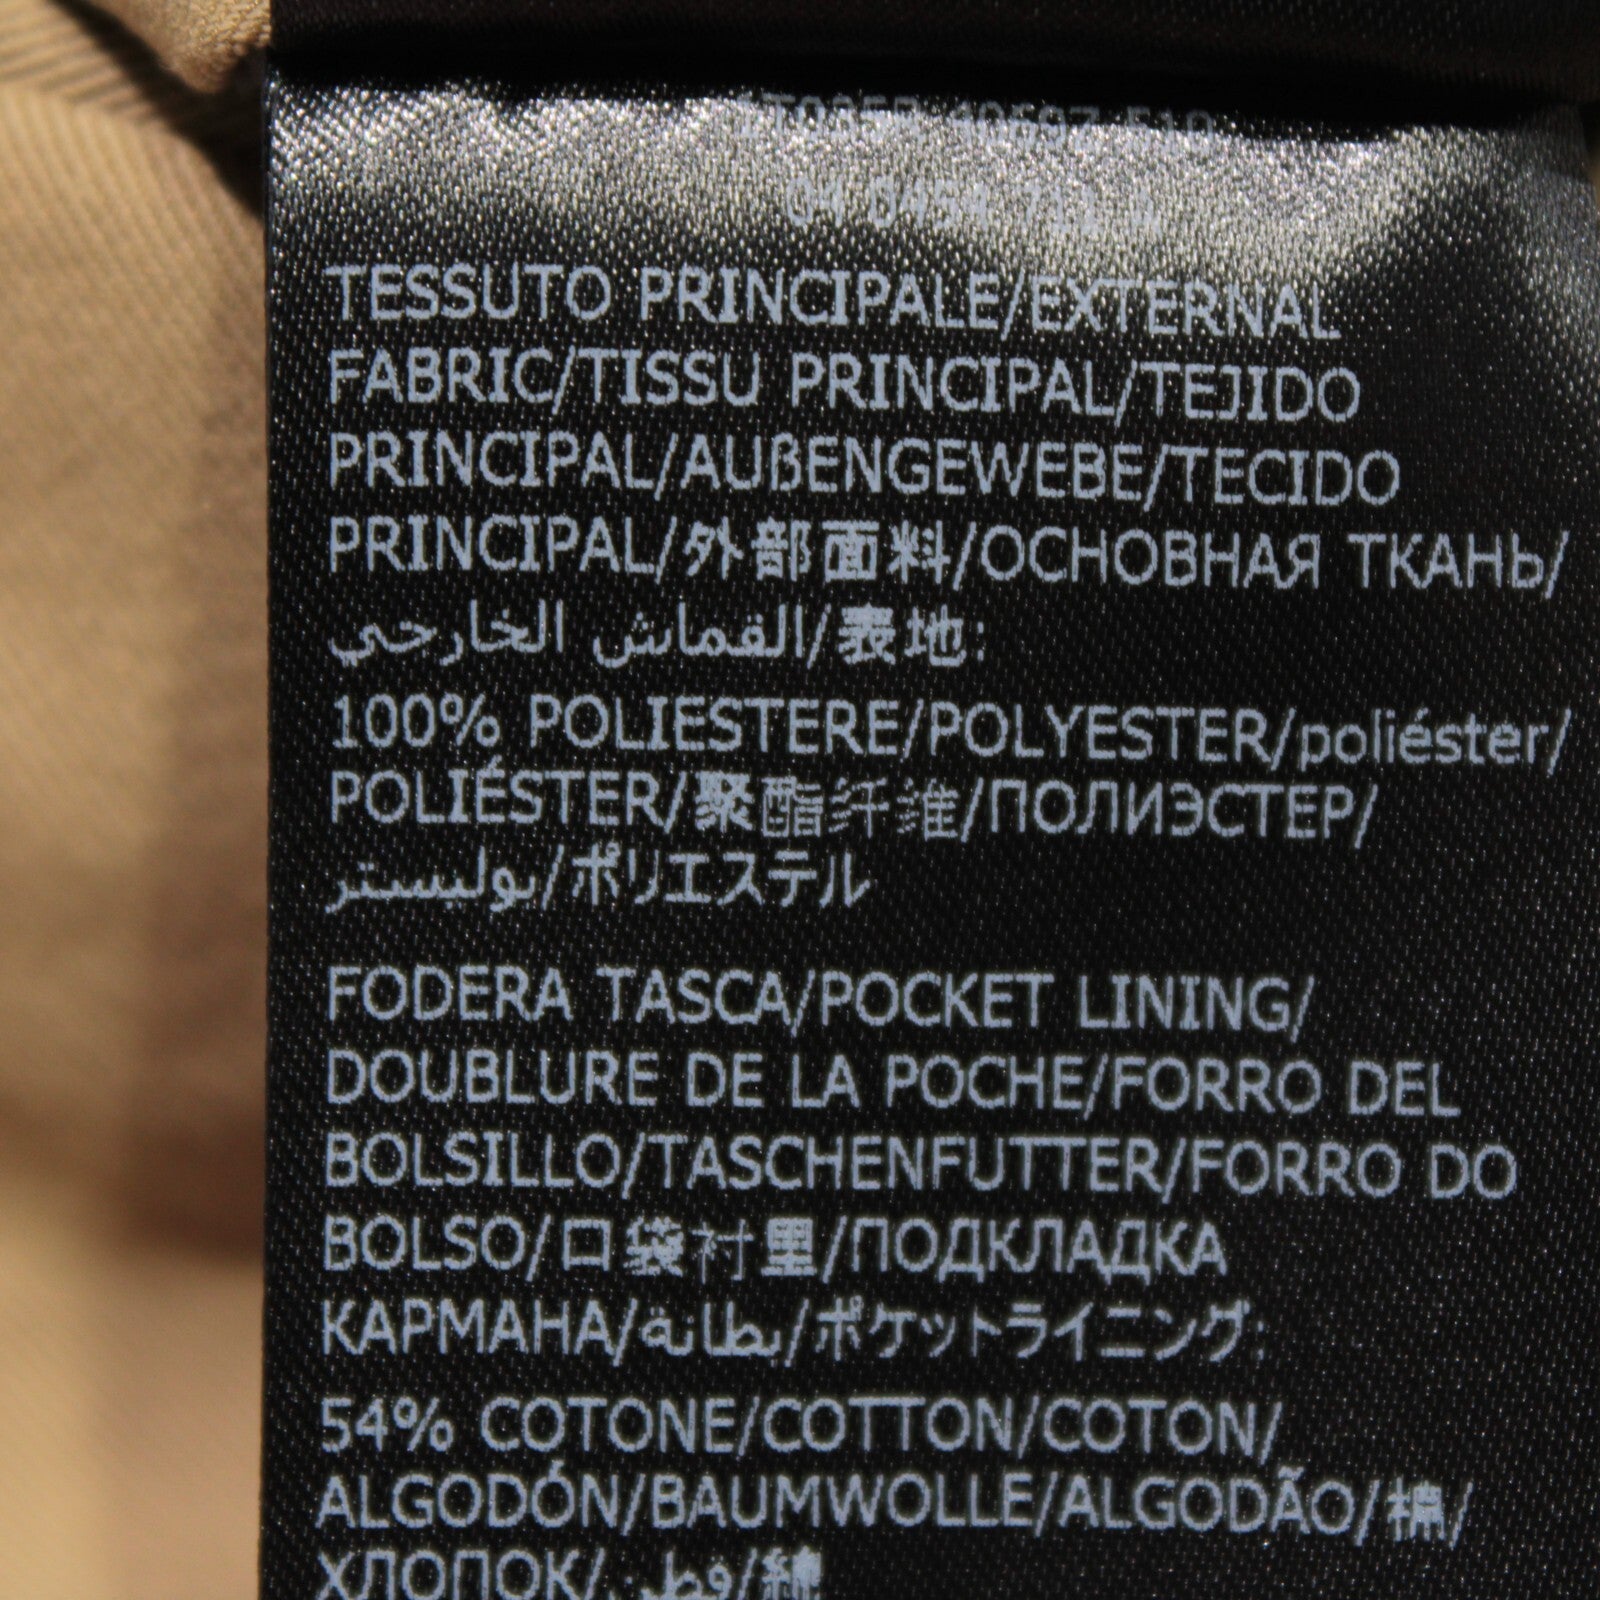 TESSUTO PRINCIPALE/EXTERNAL
FABRIC/TISSU PRINCIPAL/TEJIDO
PRINCIPAL/AUßENGEWEBE/TECIDO
PRINCIPAL/外部面料/ОСНОВНАЯ ТКАНЬ/
القماش الخارجي/表地:
100% POLIESTERE/POLYESTER/poliéster/
POLIÉSTER/聚酯纤维/ПОЛИЭСТЕР/
بوليستر/ポリエステル
FODERA TASCA/POCKET LINING/
DOUBLURE DE LA POCHE/FORRO DEL
BOLSILLO/TASCHENFUTTER/FORRO DO
BOLSO/口袋衬里/ПОДКЛАДКА
КАРМАНА/بطانة/ポケットライニング:
54% COTONE/COTTON/COTON/
ALGODÓN/BAUMWOLLE/ALGODÃO/棉/
ХЛОПОК/قطن/綿